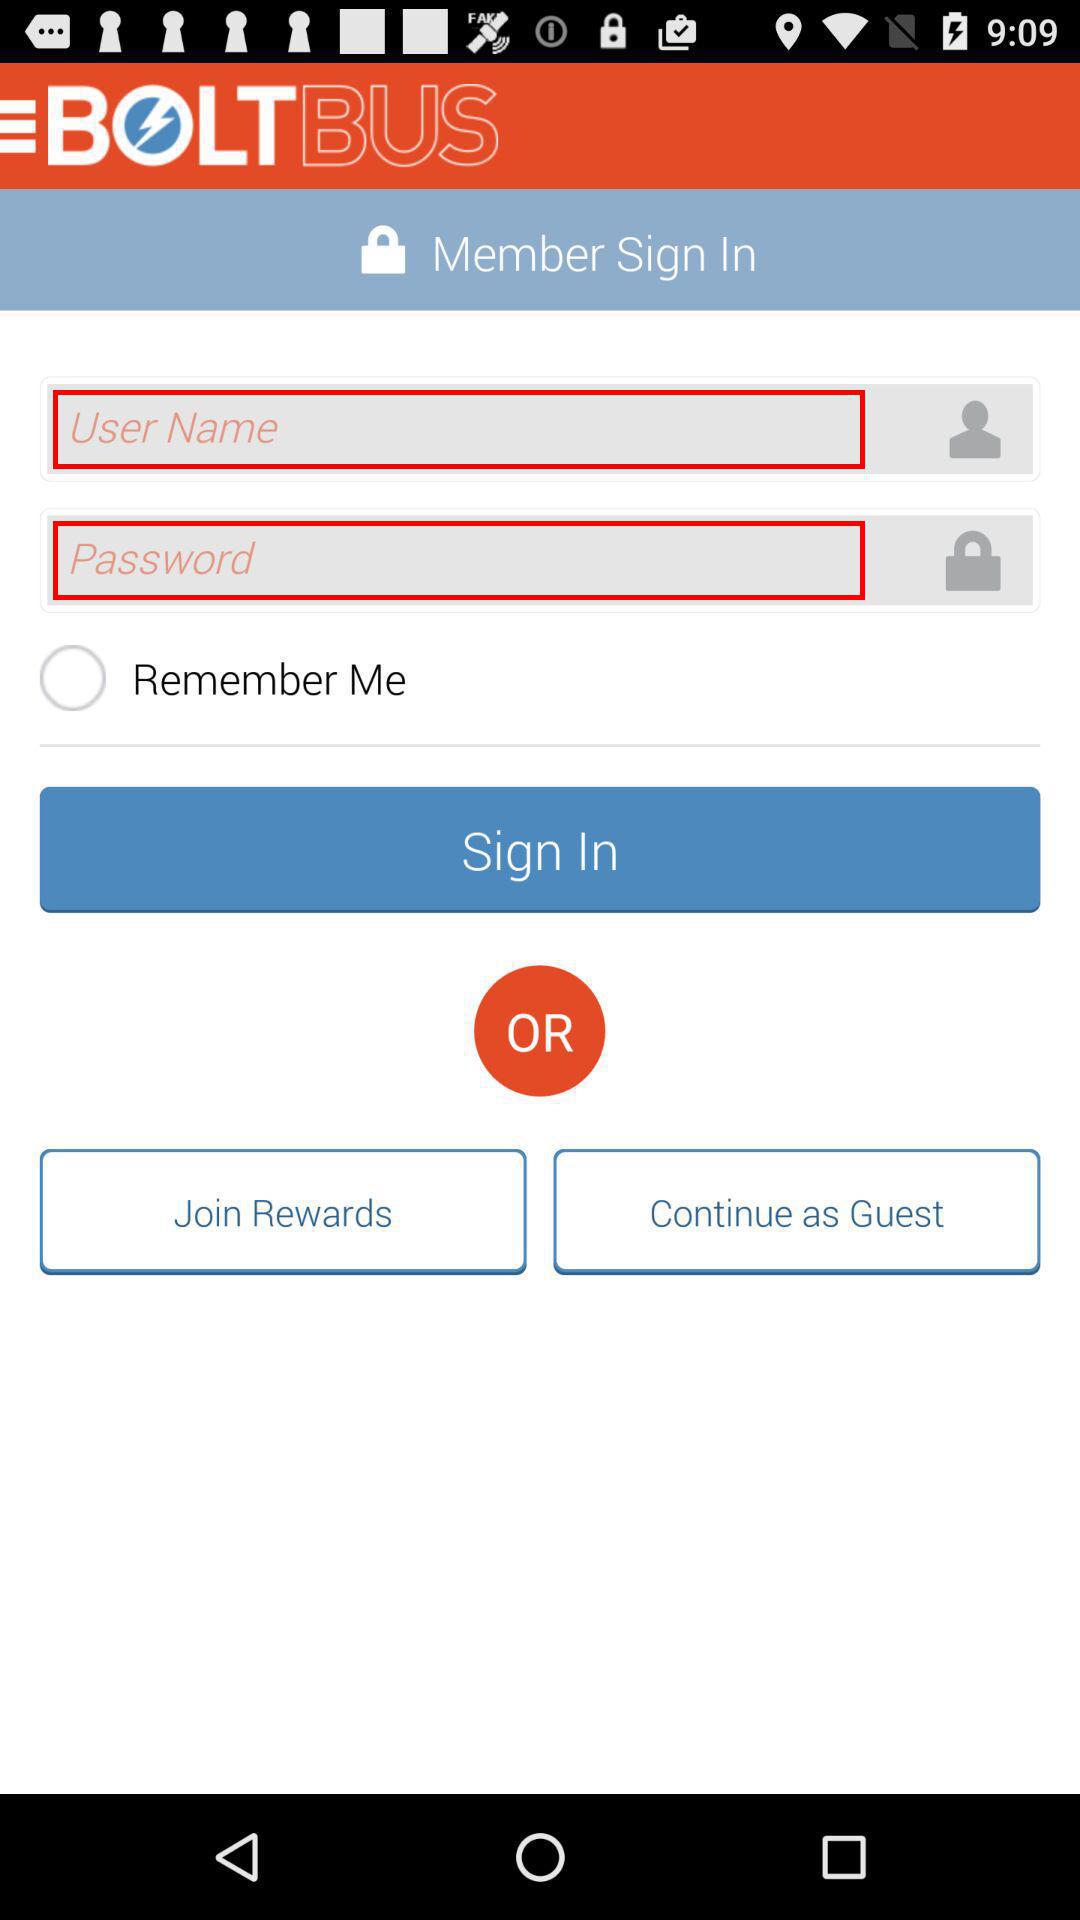 FAKE
9:09
BOLTBUS
Member Sign In
User Name
Password
Remember Me
Sign In
OR
Join Rewards
Continue as Guest